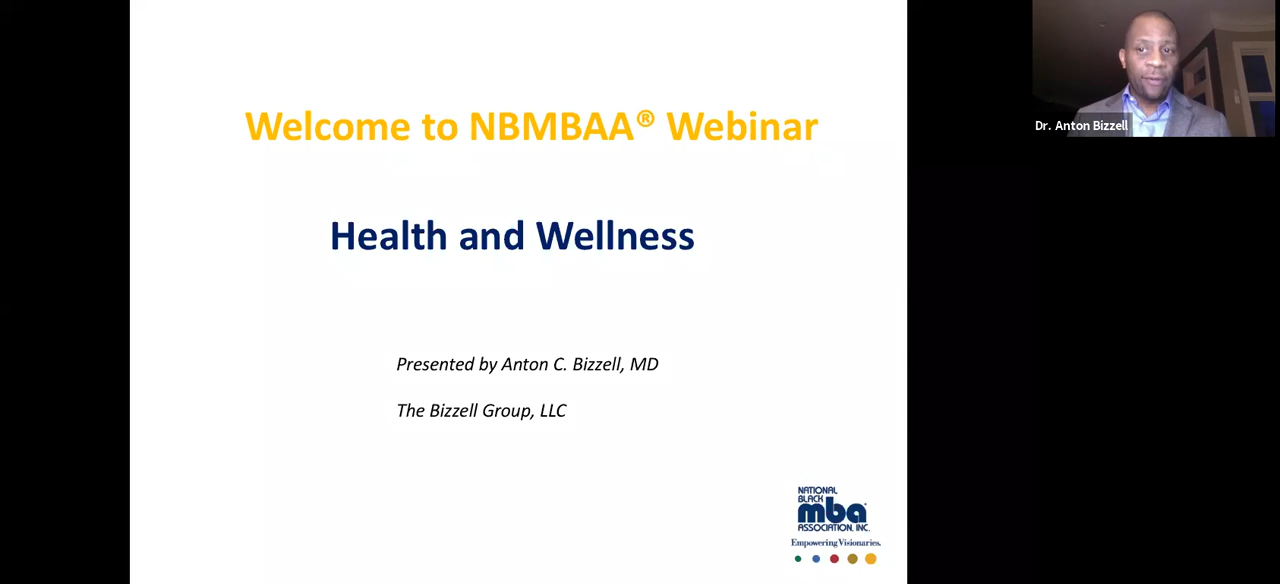 Welcome to NBMBAA® Webinar
Health and Wellness
Presented by Anton C. Bizzell, MD
The Bizzell Group, LLC
NATIONAL
BLACK
mba
ASSOCIATION, INC.
Empowering Visionaries.
Dr. Anton Bizzell